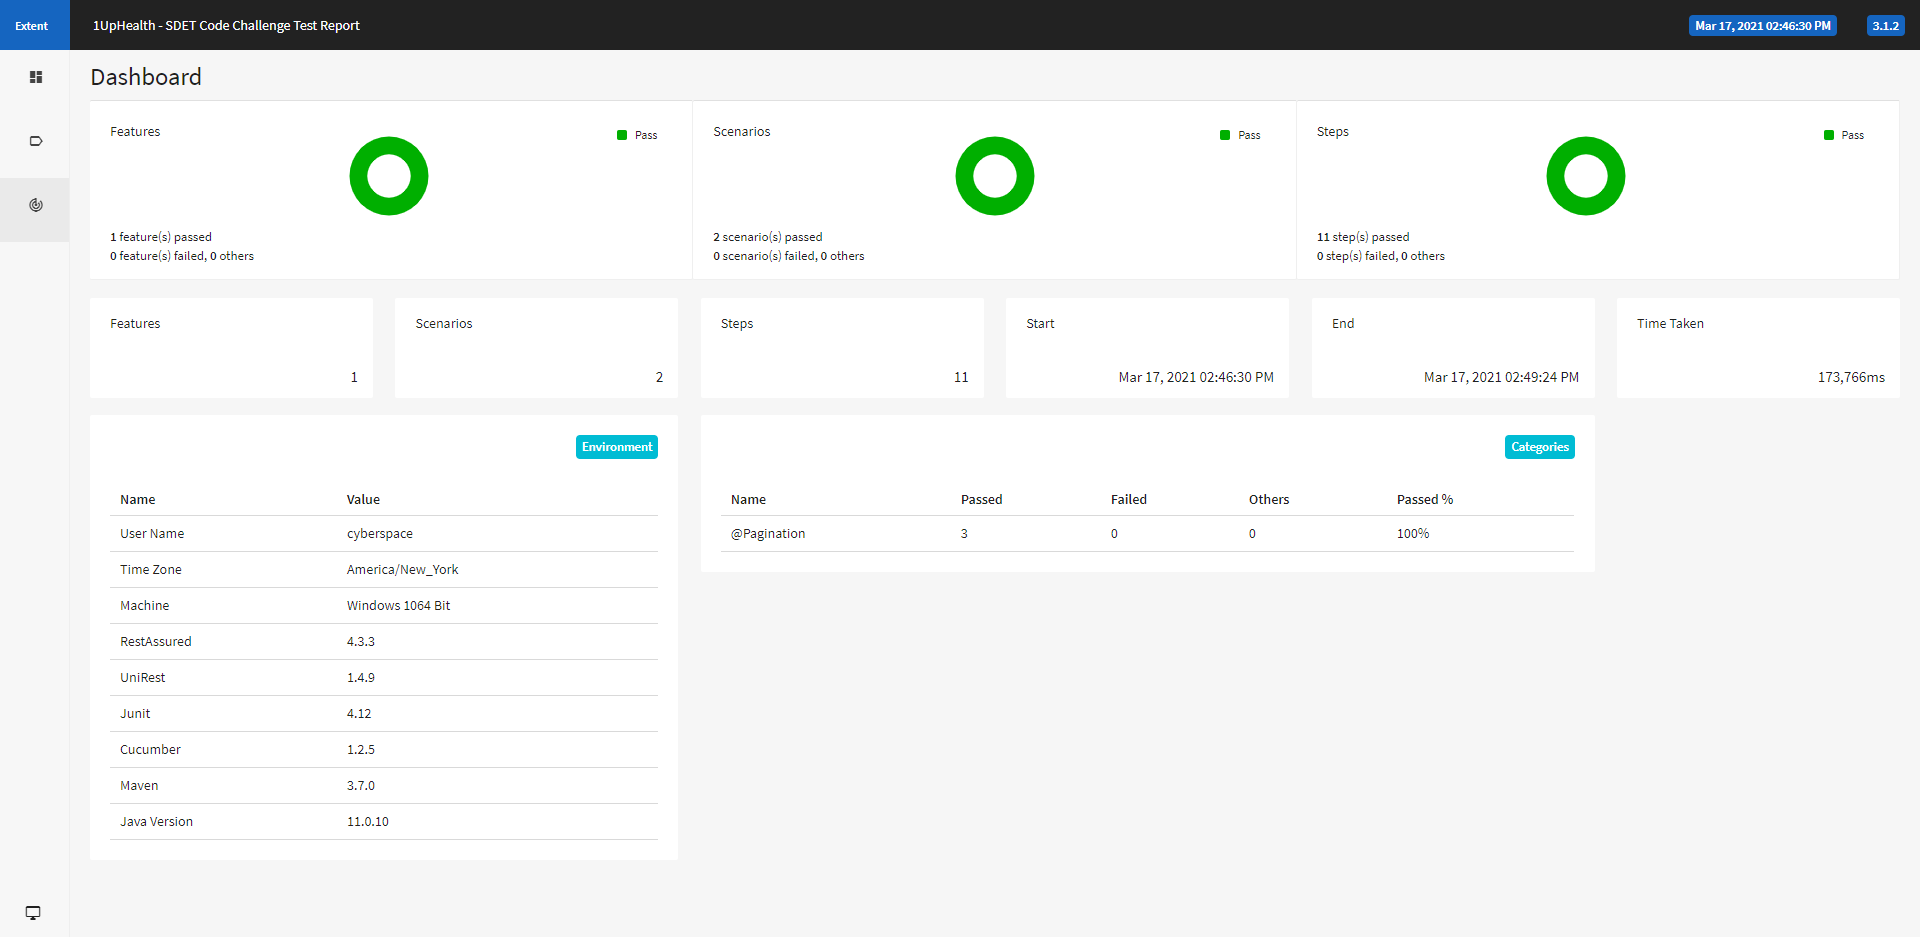 Extent
1UpHealth - SDET Code Challenge Test Report
Mar 17, 2021 02:46:30 PM
3.1.2
Dashboard
Features
Pass
1 feature(s) passed
0 feature(s) failed, 0 others
Scenarios
Pass
2 scenario(s) passed
0 scenario(s) failed, 0 others
Steps
Pass
11 step(s) passed
0 step(s) failed, 0 others
Features
1
Scenarios
2
Steps
11
Start
Mar 17, 2021 02:46:30 PM
End
Mar 17, 2021 02:49:24 PM
Time Taken
173,766ms
Environment
Name Value
User Name cyberspace
Time Zone America/New_York
Machine Windows 1064 Bit
RestAssured 4.3.3
UniRest 1.4.9
Junit 4.12
Cucumber 1.2.5
Maven 3.7.0
Java Version 11.0.10
Categories
Name Passed Failed Others Passed %
@Pagination 3 0 0 100%